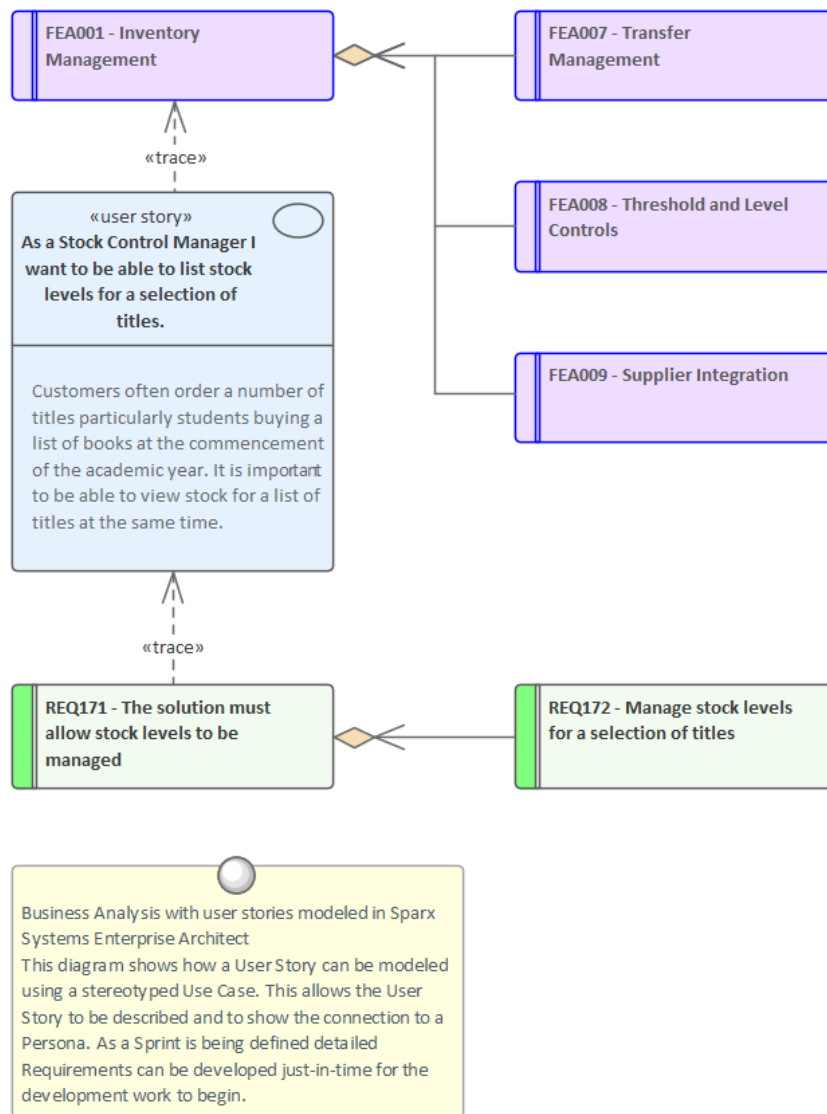 FEA001 - Inventory
Management
FEA007 - Transfer
Management
«trace»
«user story»
As a Stock Control Manager I
want to be able to list stock
levels for a selection of
titles.
FEA008 - Threshold and Level
Controls
FEA009 - Supplier Integration
Customers often order a number of
titles particularly students buying a
list of books at the commencement
of the academic year. It is important
to be able to view stock for a list of
titles at the same time.
«trace»
REQ171 - The solution must
allow stock levels to be
managed
REQ172 - Manage stock levels
for a selection of titles
Business Analysis with user stories modeled in Sparx
Systems Enterprise Architect
This diagram shows how a User Story can be modeled
using a stereotyped Use Case. This allows the User
Story to be described and to show the connection to a
Persona. As a Sprint is being defined detailed
Requirements can be developed just-in-time for the
development work to begin.